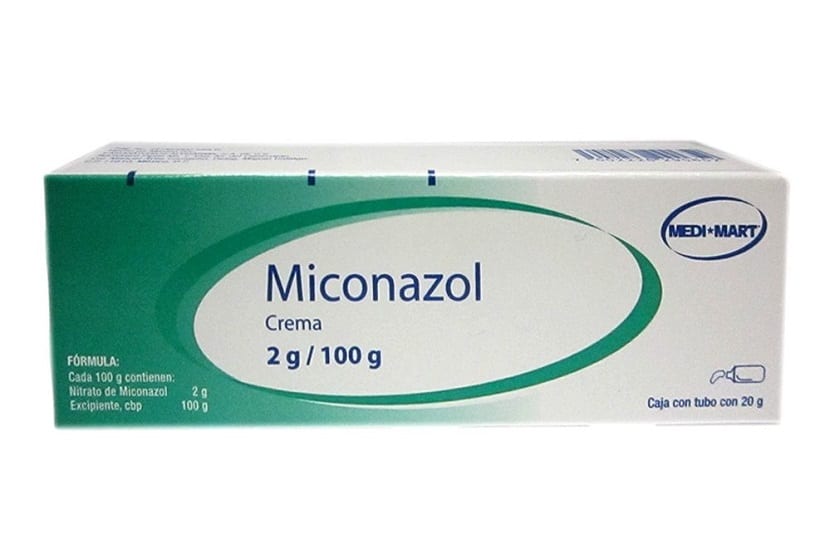 MEDI★MART
Miconazol
Crema
2 g / 100 g
FÓRMULA:
Cada 100 g contienen:
Nitrato de Miconazol 2 g
Excipiente, cbp 100 g
Caja con tubo con 20 g